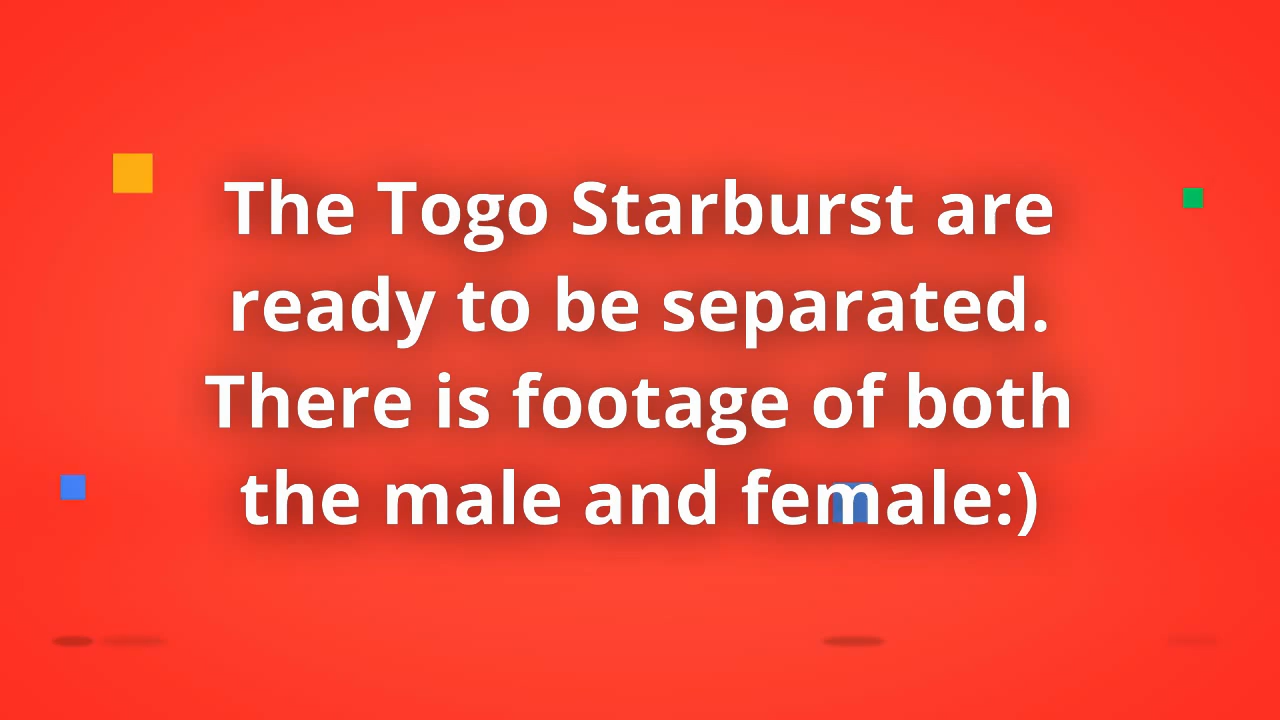 The Togo Starburst are
ready to be separated.
There is footage of both
the male and female:)